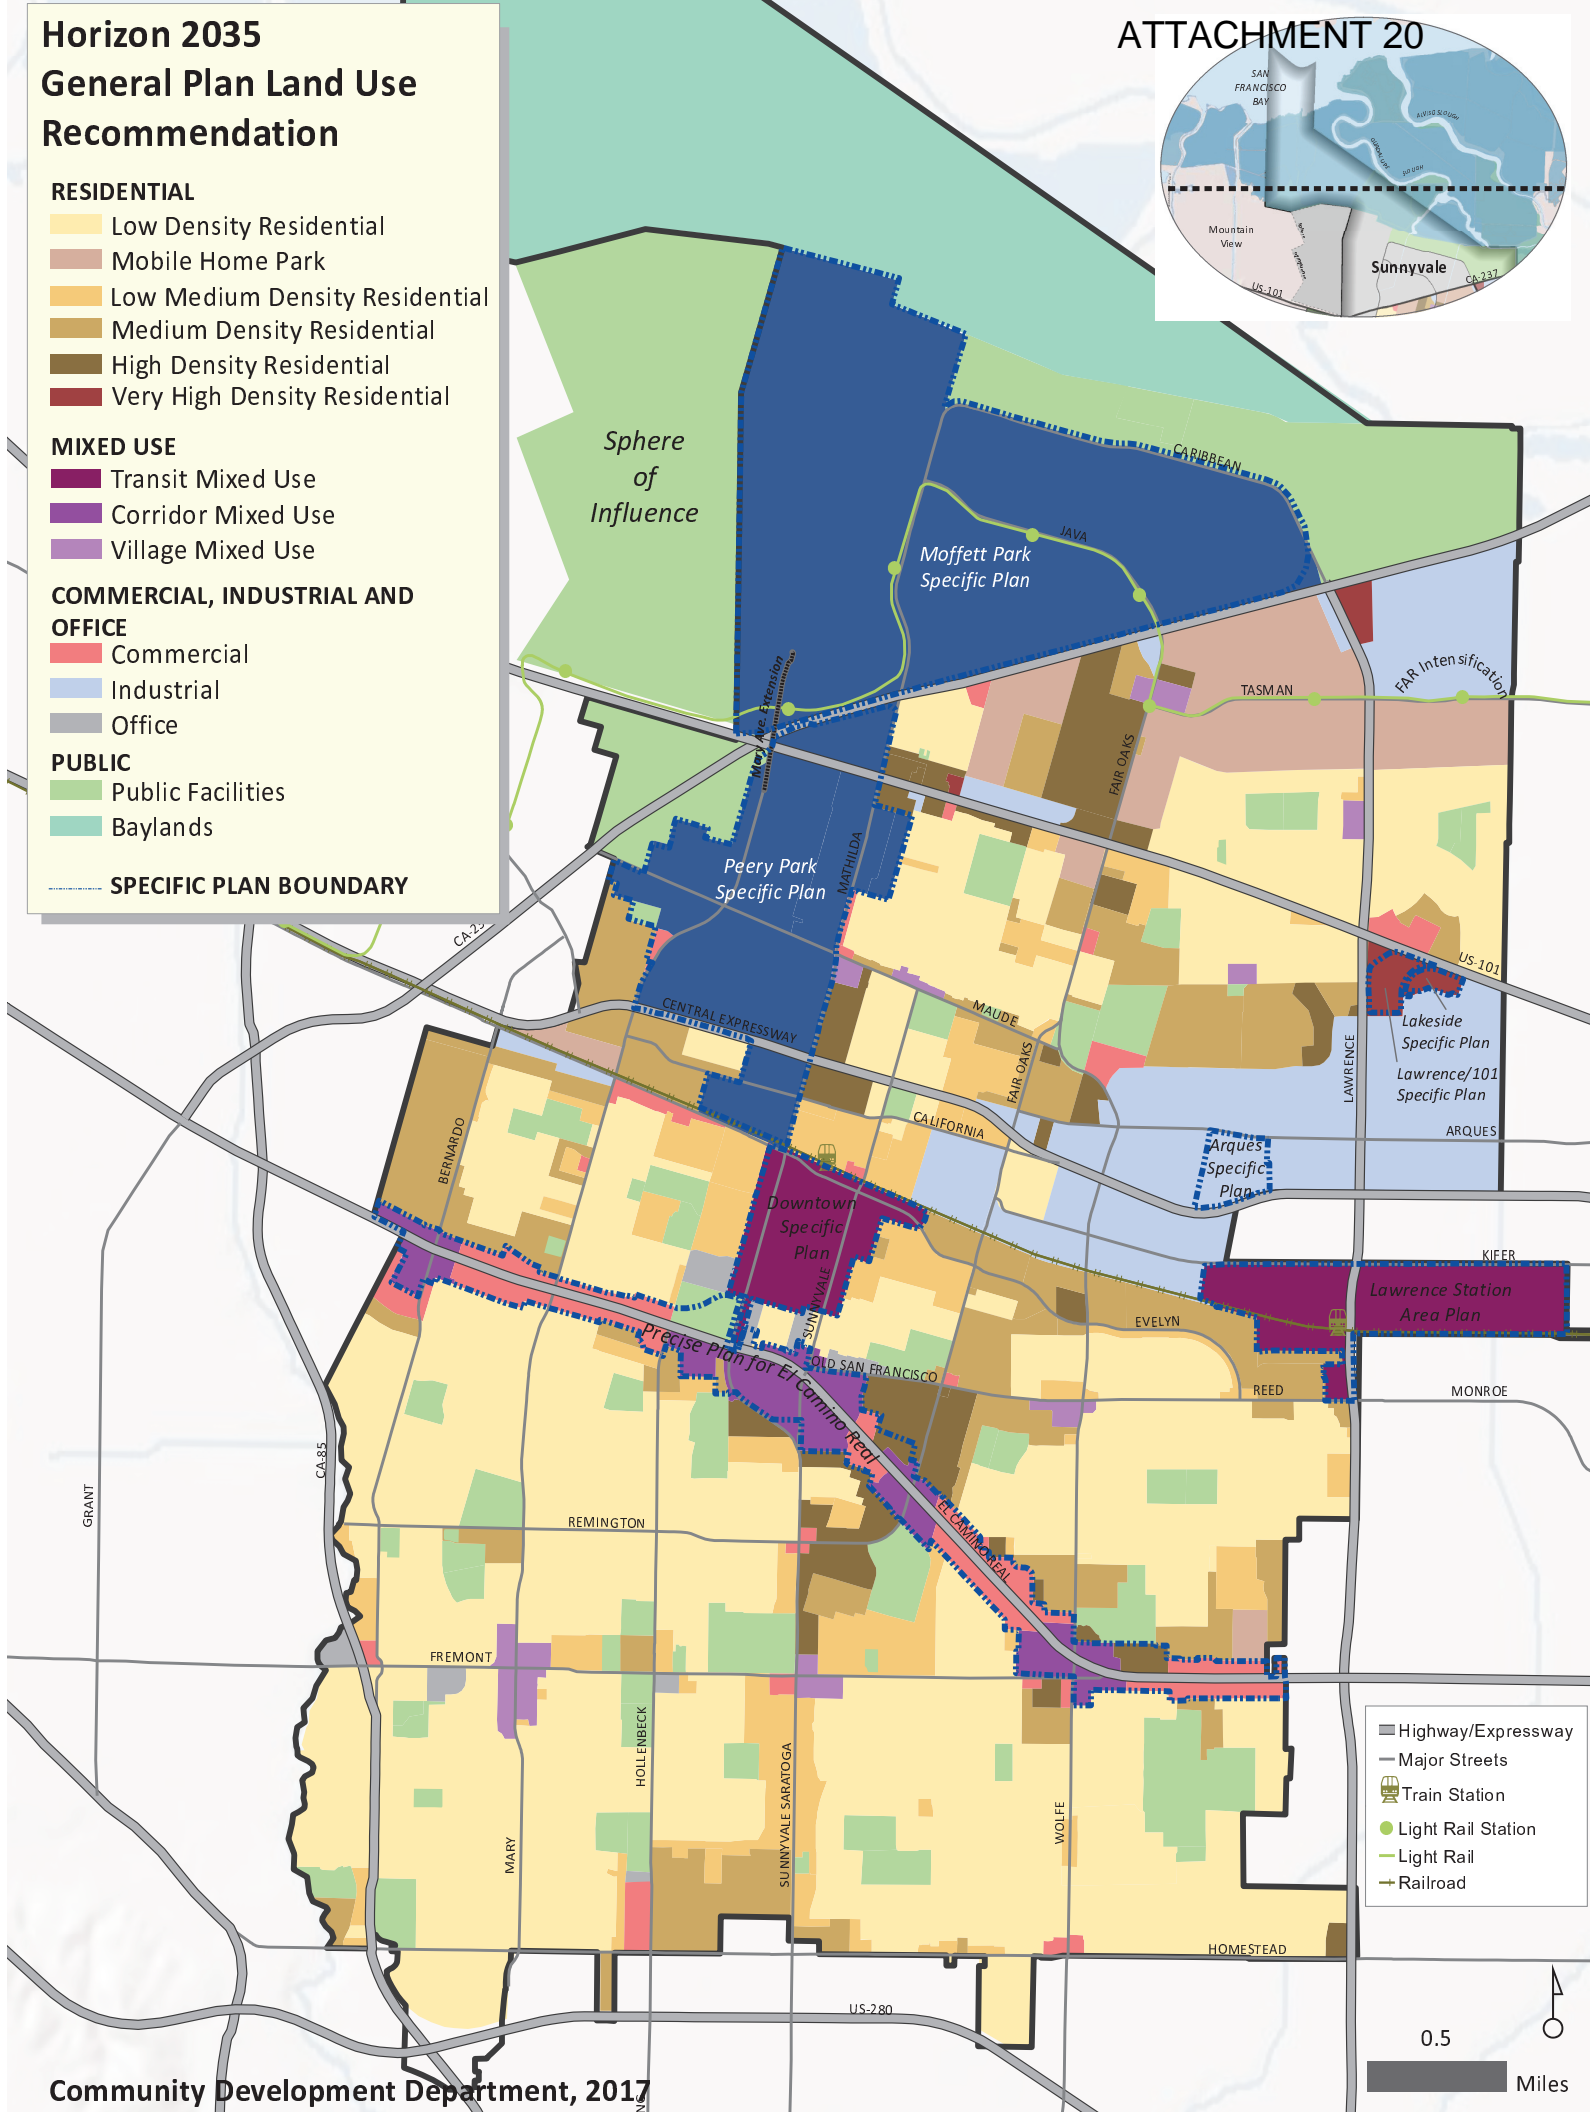 ATTACHMENT 20
Horizon 2035
General Plan Land Use
Recommendation
RESIDENTIAL
Low Density Residential
Mobile Home Park
Low Medium Density Residential
Medium Density Residential
High Density Residential
Very High Density Residential
MIXED USE
Transit Mixed Use
Corridor Mixed Use
Village Mixed Use
COMMERCIAL, INDUSTRIAL AND
OFFICE
Commercial
Industrial
Office
PUBLIC
Public Facilities
Baylands
SPECIFIC PLAN BOUNDARY
SAN
FRANCISCO
BAY
ALVISO SLOUGH
GUADALUPE
SLOUGH
Mountain
View
Sunnyvale
CA-237
US-101
Sphere
of
Influence
CARIBBEAN
JAVA
Moffett Park
Specific Plan
Mary Ave. Extension
TASMAN
FAR Intensification
FAIR OAKS
MATHILDA
Peery Park
Specific Plan
US-101
CENTRAL EXPRESSWAY
MAUDE
FAIR OAKS
LAWRENCE
Lakeside
Specific Plan
Lawrence/101
Specific Plan
CALIFORNIA
ARQUES
Arques
Specific
Plan
BERNARDO
Downtown
Specific
Plan
SUNNYVALE
KIFER
Lawrence Station
Area Plan
EVELYN
Precise Plan for El Camino Real
OLD SAN FRANCISCO
REED
MONROE
CA-85
GRANT
REMINGTON
EL CAMINO REAL
FREMONT
HOLLENBECK
SUNNYVALE SARATOGA
MARY
WOLFE
HOMESTEAD
US-280
Highway/Expressway
Major Streets
Train Station
Light Rail Station
Light Rail
Railroad
0.5
Miles
Community Development Department, 2017